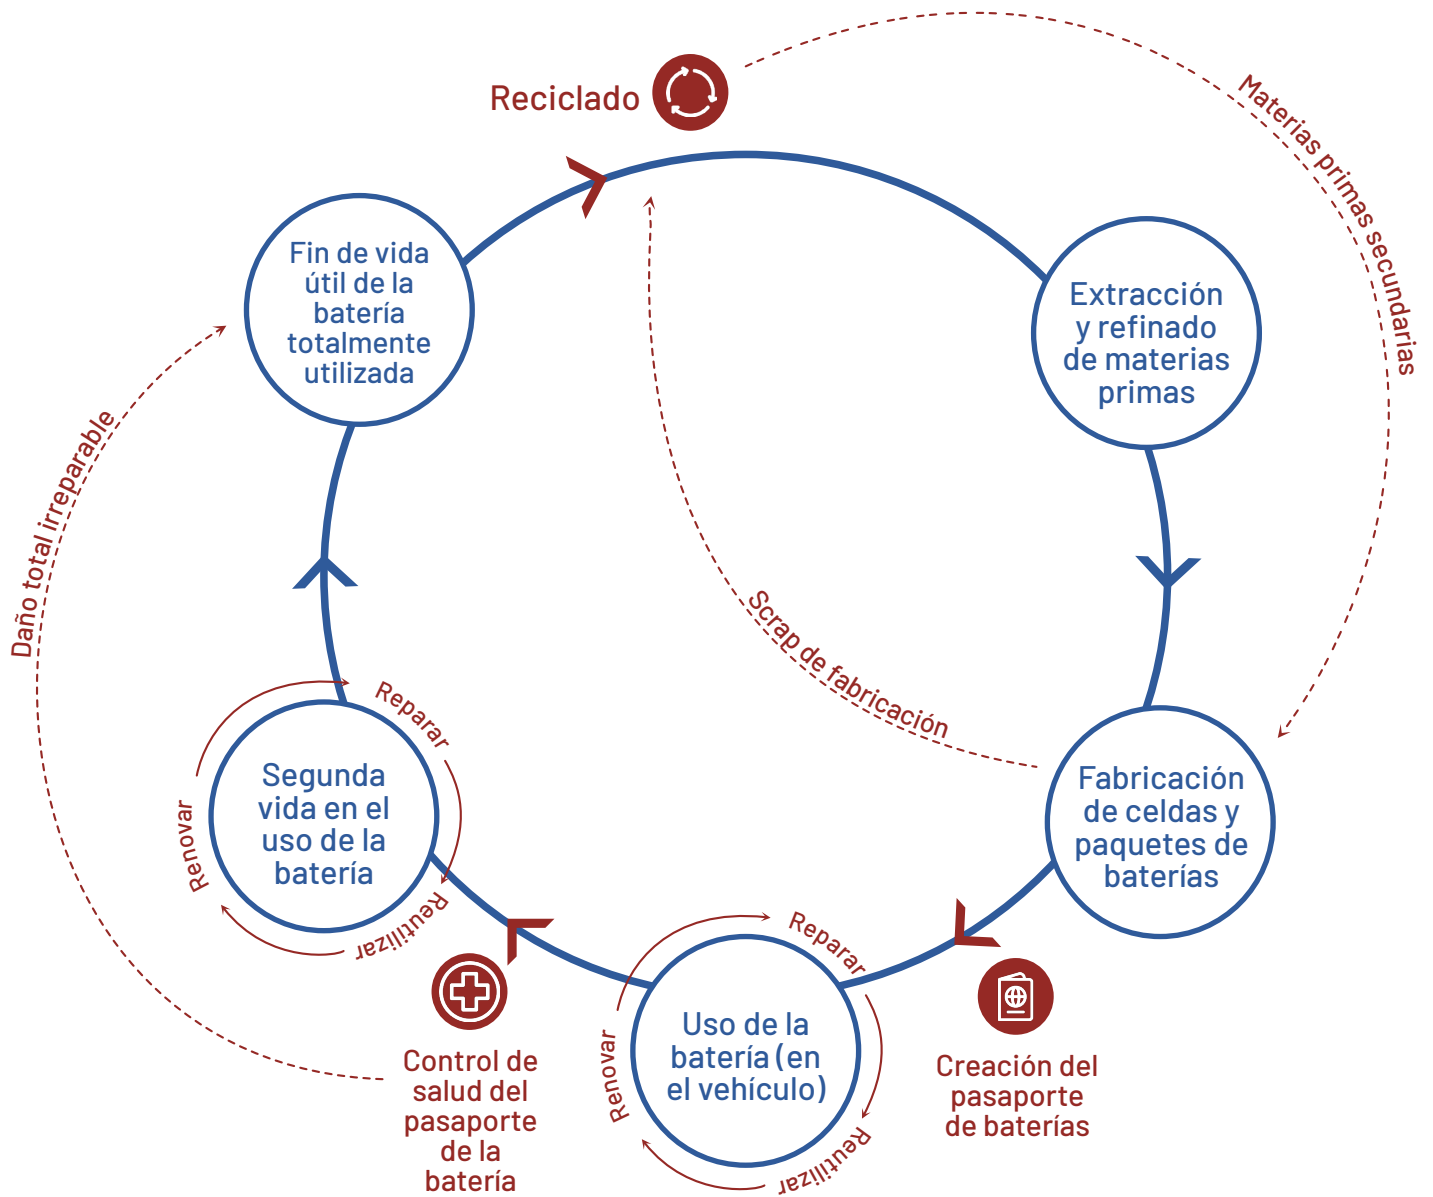 Reciclado
Materias primas secundarias
Fin de vida
útil de la
batería
totalmente
utilizada
Extracción
y refinado
de materias
primas
Daño total irreparable
Scrap de fabricación
Reparar
Segunda
vida en el
uso de la
batería
Renovar
Reutilizar
Fabricación
de celdas y
paquetes de
baterías
Reparar
Uso de la
batería (en
el vehículo)
Renovar
Reutilizar
Control de
salud del
pasaporte
de la
batería
Creación del
pasaporte
de baterías